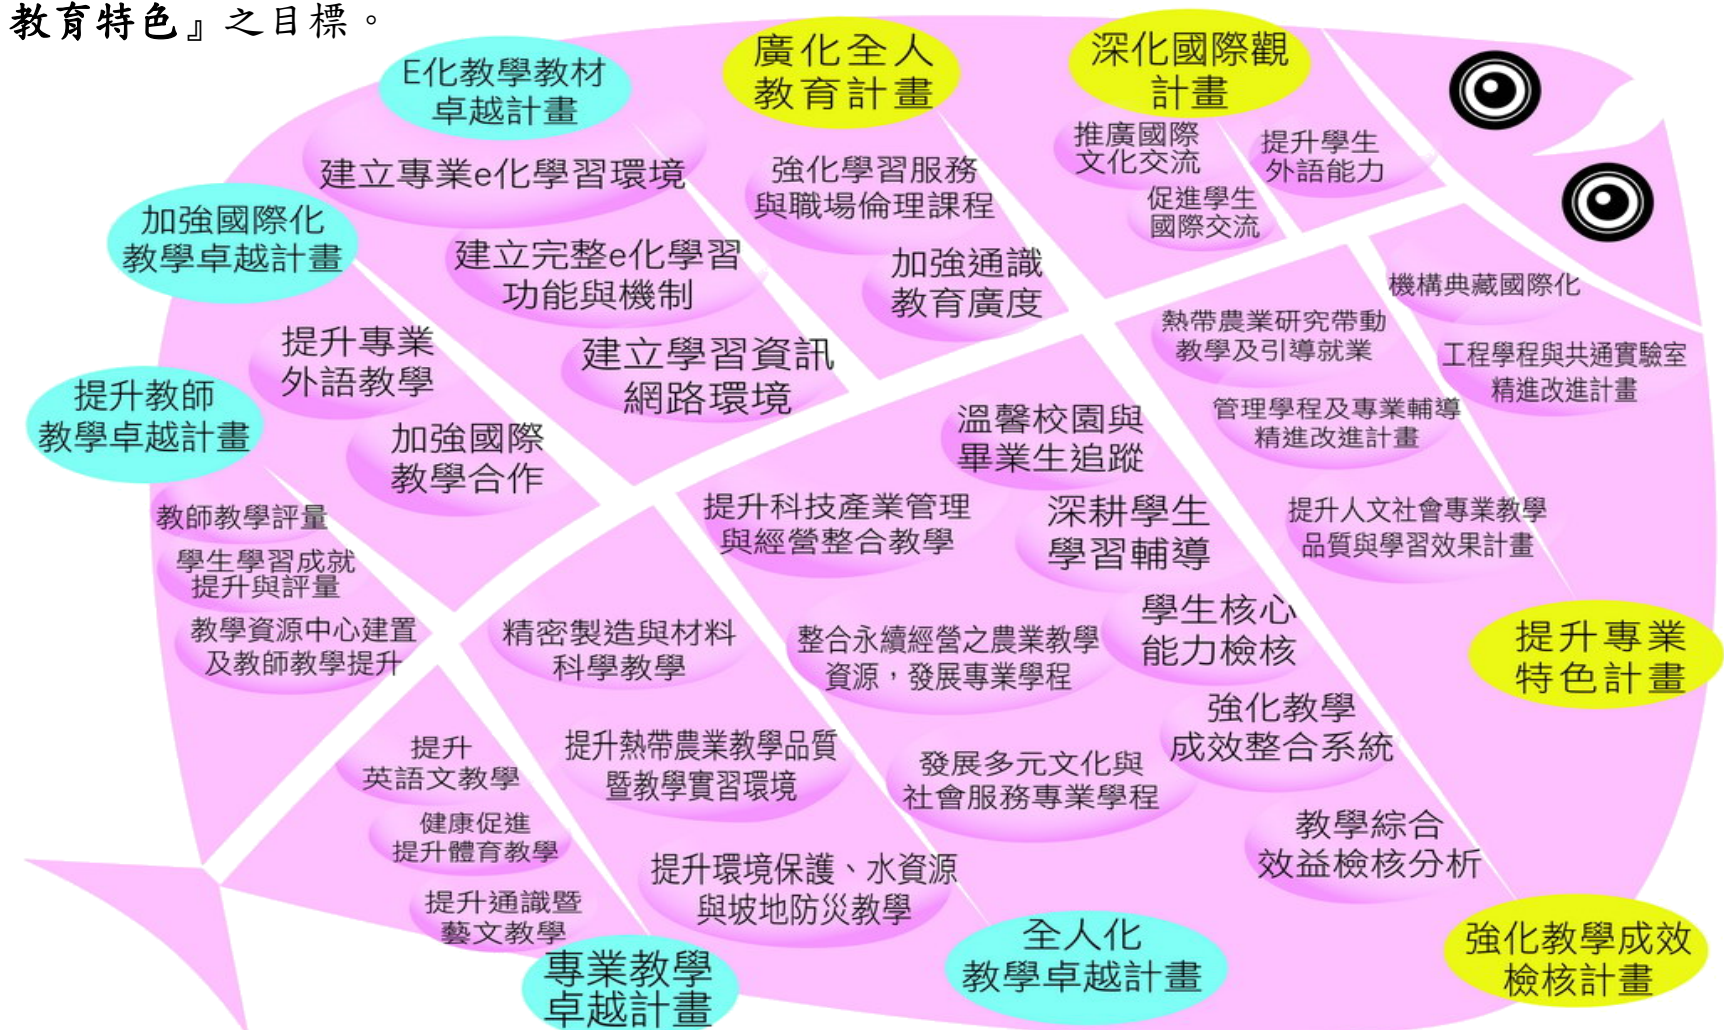 教育特色』之目標。
E化教學教材
卓越計畫
廣化全人
教育計畫
深化國際觀
計畫
建立專業e化學習環境
強化學習服務
與職場倫理課程
推廣國際
文化交流
提升學生
外語能力
促進學生
國際交流
加強國際化
教學卓越計畫
建立完整e化學習
功能與機制
加強通識
教育廣度
機構典藏國際化
提升專業
外語教學
建立學習資訊
網路環境
熱帶農業研究帶動
教學及引導就業
工程學程與共通實驗室
精進改進計畫
提升教師
教學卓越計畫
加強國際
教學合作
溫馨校園與
畢業生追蹤
管理學程及專業輔導
精進改進計畫
教師教學評量
提升科技產業管理
與經營整合教學
深耕學生
學習輔導
提升人文社會專業教學
品質與學習效果計畫
學生學習成就
提升與評量
教學資源中心建置
及教師教學提升
精密製造與材料
科學教學
整合永續經營之農業教學
資源，發展專業學程
學生核心
能力檢核
提升專業
特色計畫
提升
英語文教學
提升熱帶農業教學品質
暨教學實習環境
發展多元文化與
社會服務專業學程
強化教學
成效整合系統
健康促進
提升體育教學
教學綜合
效益檢核分析
提升通識暨
藝文教學
提升環境保護、水資源
與坡地防災教學
專業教學
卓越計畫
全人化
教學卓越計畫
強化教學成效
檢核計畫